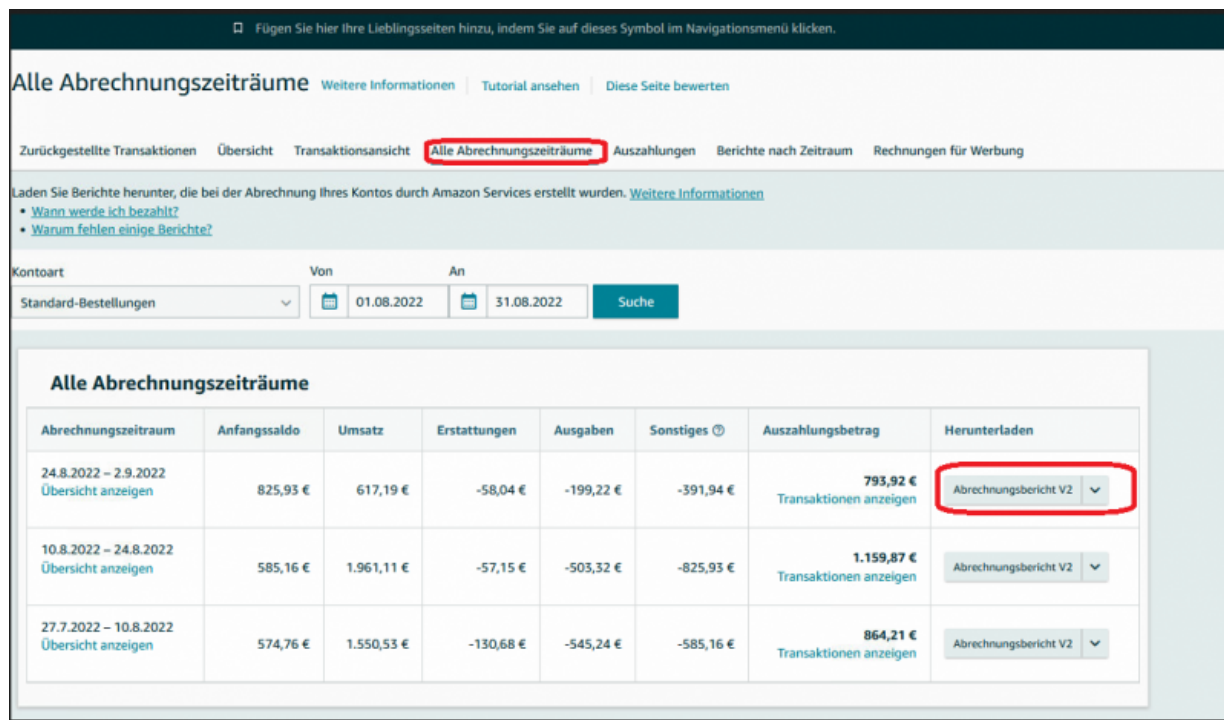 Fügen Sie hier Ihre Lieblingsseiten hinzu, indem Sie auf dieses Symbol im Navigationsmenü klicken.
Alle Abrechnungszeiträume Weitere Informationen Tutorial ansehen Diese Seite bewerten
Zurückgestellte Transaktionen Übersicht Transaktionsansicht Alle Abrechnungszeiträume Auszahlungen Berichte nach Zeitraum Rechnungen für Werbung
Laden Sie Berichte herunter, die bei der Abrechnung Ihres Kontos durch Amazon Services erstellt wurden. Weitere Informationen
• Wann werde ich bezahlt?
• Warum fehlen einige Berichte?
Kontoart Von An
Standard-Bestellungen 01.08.2022 31.08.2022 Suche
Alle Abrechnungszeiträume
Abrechnungszeitraum Anfangssaldo Umsatz Erstattungen Ausgaben Sonstiges Auszahlungsbetrag Herunterladen
24.8.2022 – 2.9.2022 793,92 €
Übersicht anzeigen 825,93 € 617,19 € -58,04 € -199,22 € -391,94 € Transaktionen anzeigen Abrechnungsbericht V2
10.8.2022 – 24.8.2022 1.159,87 €
Übersicht anzeigen 585,16 € 1.961,11 € -57,15 € -503,32 € -825,93 € Transaktionen anzeigen Abrechnungsbericht V2
27.7.2022 – 10.8.2022 864,21 €
Übersicht anzeigen 574,76 € 1.550,53 € -130,68 € -545,24 € -585,16 € Transaktionen anzeigen Abrechnungsbericht V2